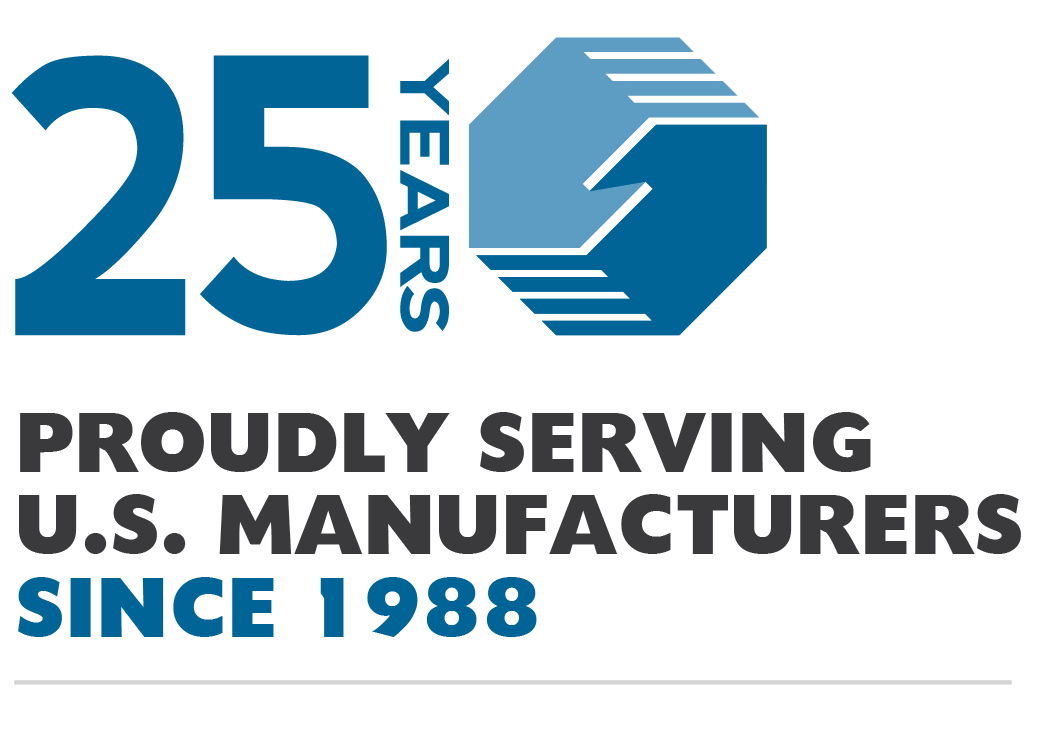 25 YEARS
PROUDLY SERVING
U.S. MANUFACTURERS
SINCE 1988